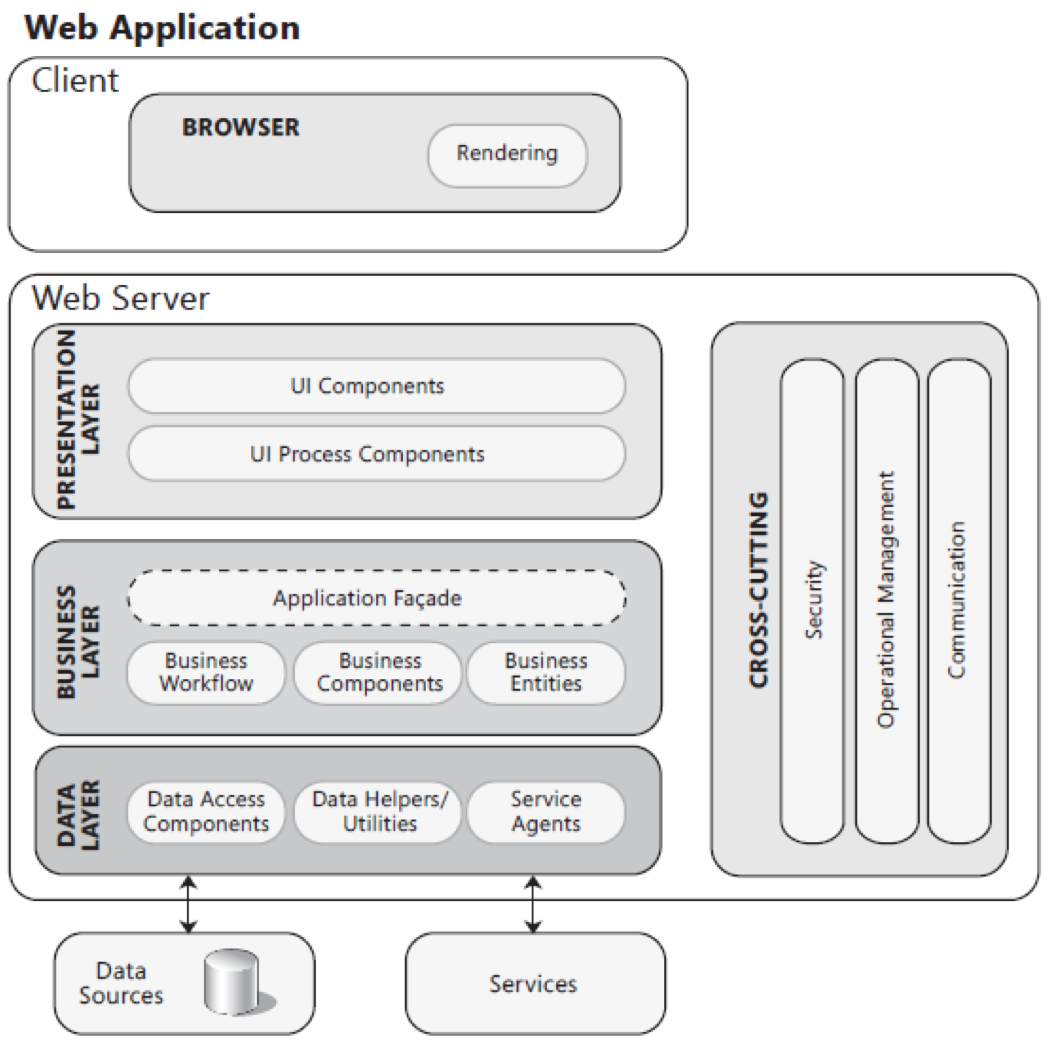 Web Application
Client
BROWSER
Rendering
Web Server
PRESENTATION
LAYER
UI Components
UI Process Components
BUSINESS
LAYER
Application Façade
Business
Workflow
Business
Components
Business
Entities
DATA
LAYER
Data Access
Components
Data Helpers/
Utilities
Service
Agents
CROSS-CUTTING
Security
Operational Management
Communication
Data
Sources
Services